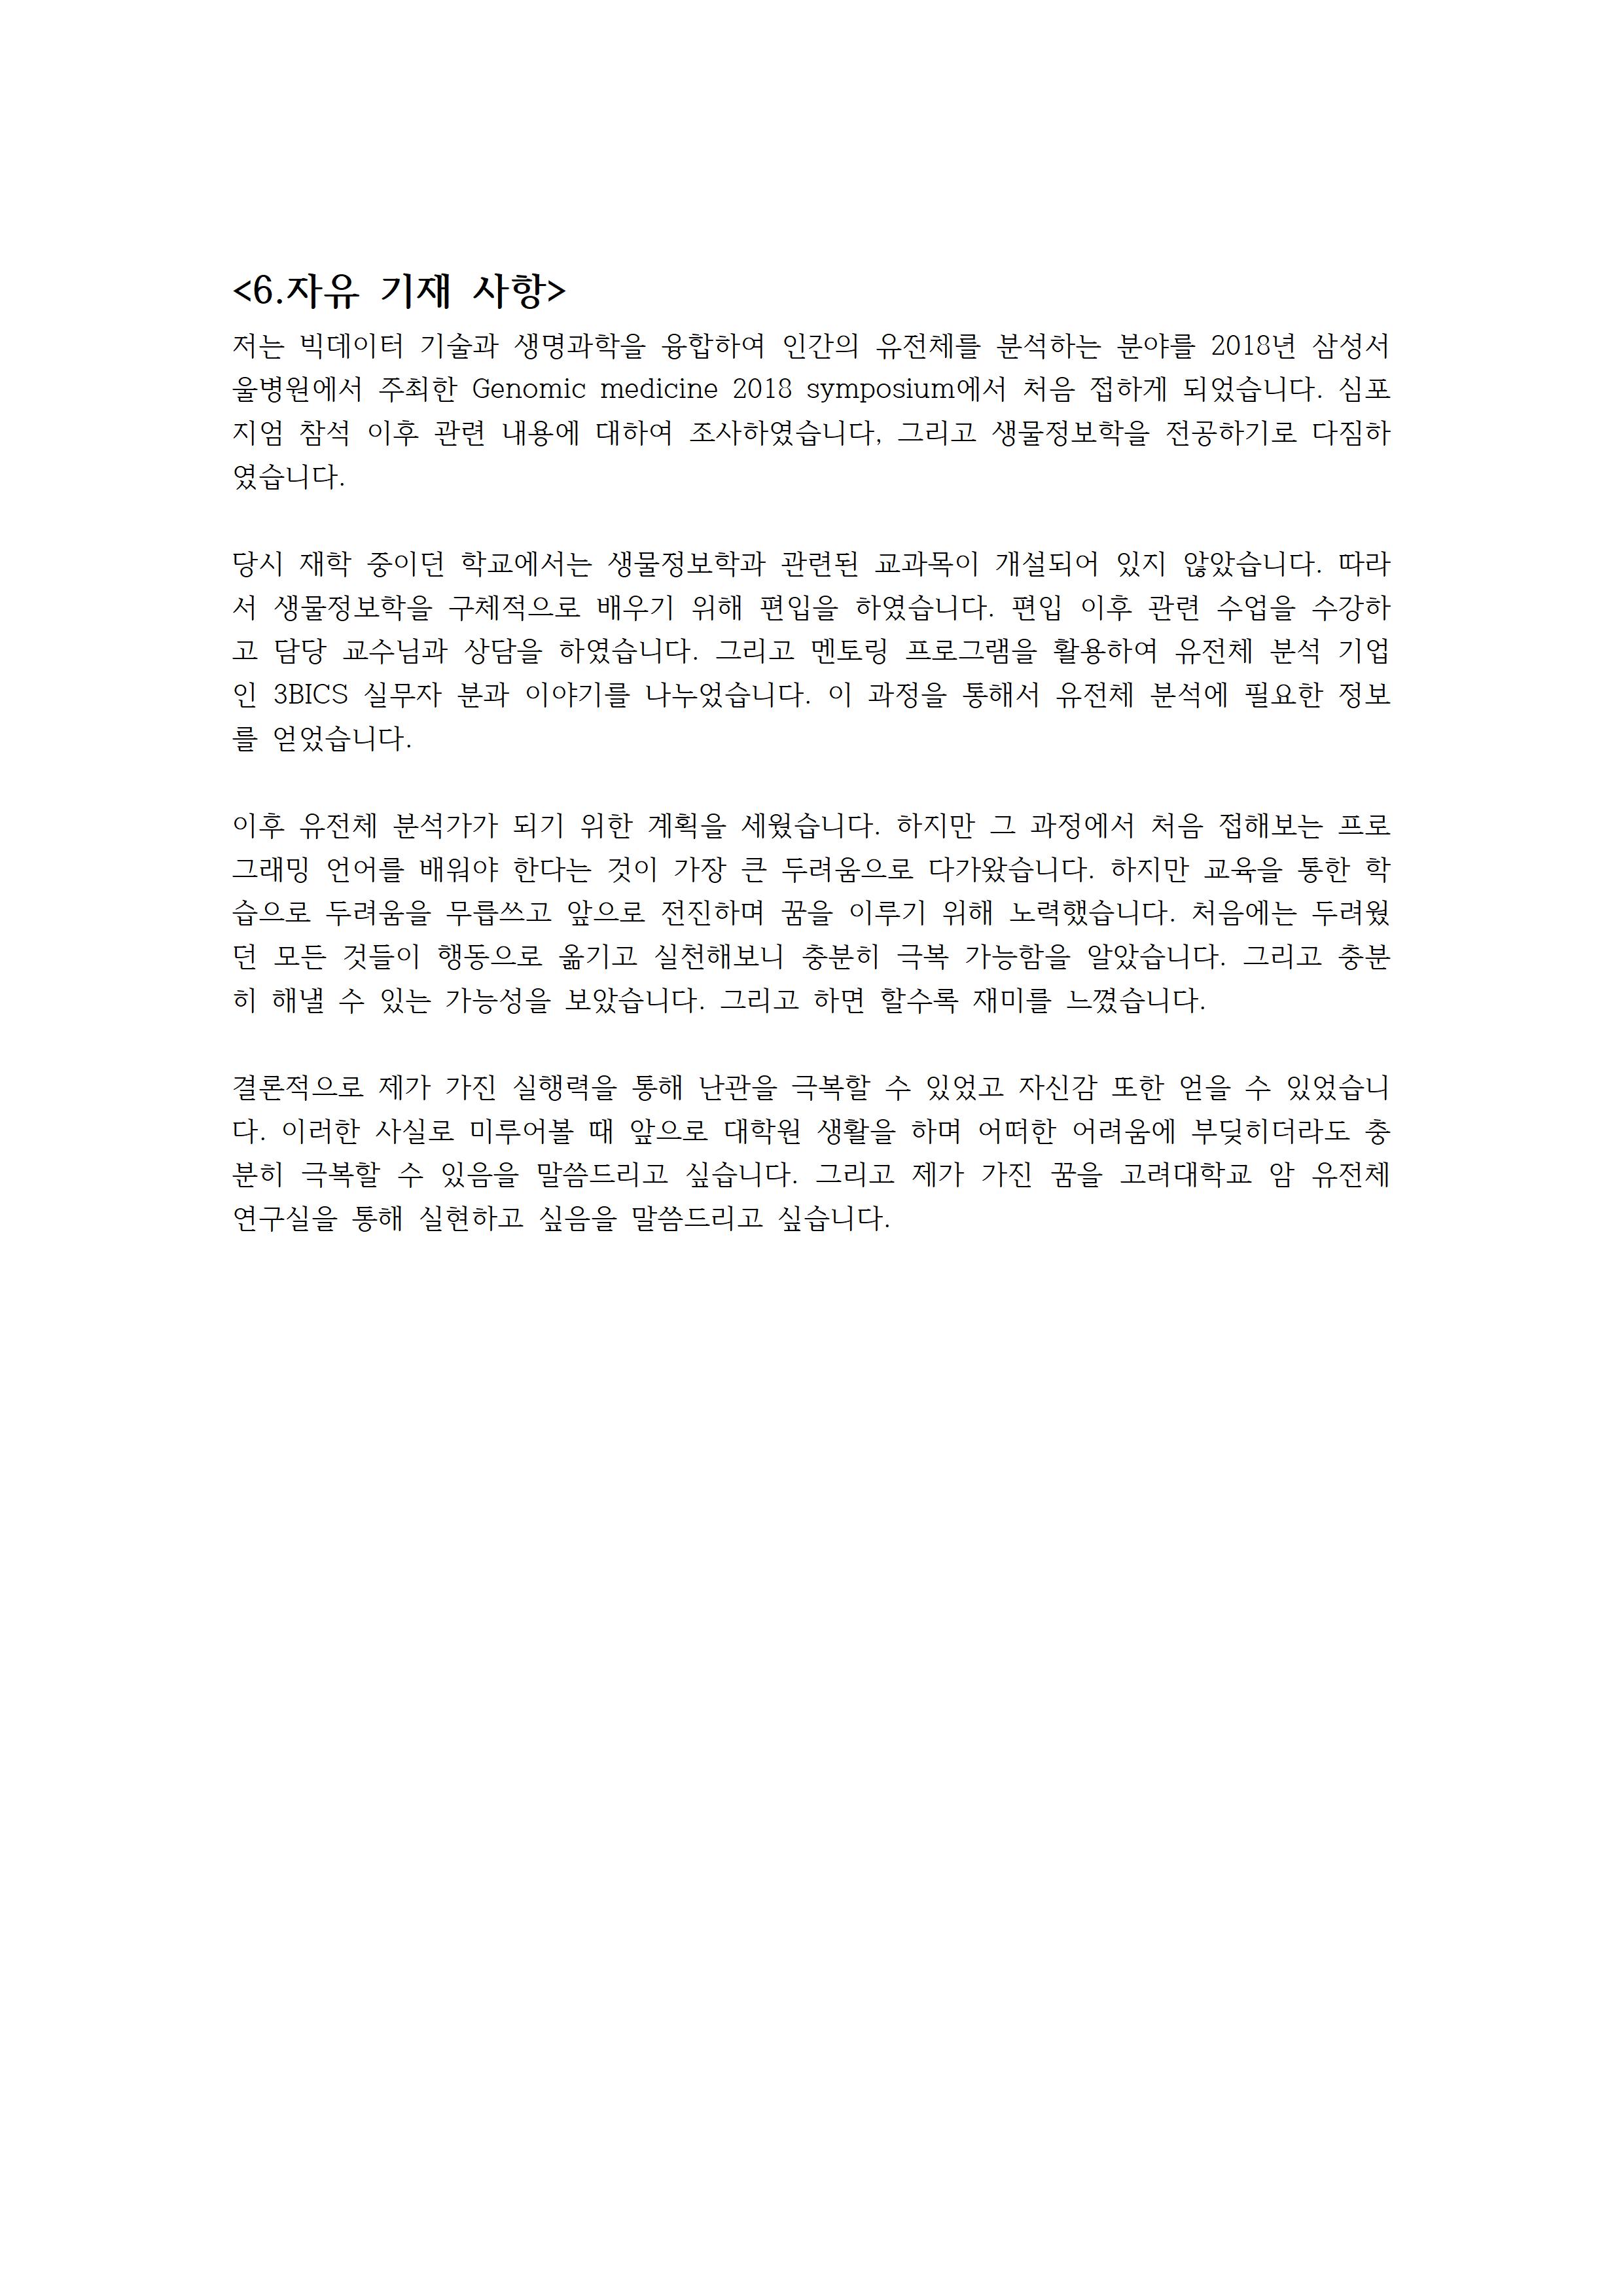 <6.자유 기재 사항>
저는 빅데이터 기술과 생명과학을 융합하여 인간의 유전체를 분석하는 분야를 2018년 삼성서
울병원에서 주최한 Genomic medicine 2018 symposium에서 처음 접하게 되었습니다. 심포
지엄 참석 이후 관련 내용에 대하여 조사하였습니다, 그리고 생물정보학을 전공하기로 다짐하
였습니다.
당시 재학 중이던 학교에서는 생물정보학과 관련된 교과목이 개설되어 있지 않았습니다. 따라
서 생물정보학을 구체적으로 배우기 위해 편입을 하였습니다. 편입 이후 관련 수업을 수강하
고 담당 교수님과 상담을 하였습니다. 그리고 멘토링 프로그램을 활용하여 유전체 분석 기업
인 3BICS 실무자 분과 이야기를 나누었습니다. 이 과정을 통해서 유전체 분석에 필요한 정보
를 얻었습니다.
이후 유전체 분석가가 되기 위한 계획을 세웠습니다. 하지만 그 과정에서 처음 접해보는 프로
그래밍 언어를 배워야 한다는 것이 가장 큰 두려움으로 다가왔습니다. 하지만 교육을 통한 학
습으로 두려움을 무릅쓰고 앞으로 전진하며 꿈을 이루기 위해 노력했습니다. 처음에는 두려웠
던 모든 것들이 행동으로 옮기고 실천해보니 충분히 극복 가능함을 알았습니다. 그리고 충분
히 해낼 수 있는 가능성을 보았습니다. 그리고 하면 할수록 재미를 느꼈습니다.
결론적으로 제가 가진 실행력을 통해 난관을 극복할 수 있었고 자신감 또한 얻을 수 있었습니
다. 이러한 사실로 미루어볼 때 앞으로 대학원 생활을 하며 어떠한 어려움에 부딪히더라도 충
분히 극복할 수 있음을 말씀드리고 싶습니다. 그리고 제가 가진 꿈을 고려대학교 암 유전체
연구실을 통해 실현하고 싶음을 말씀드리고 싶습니다.